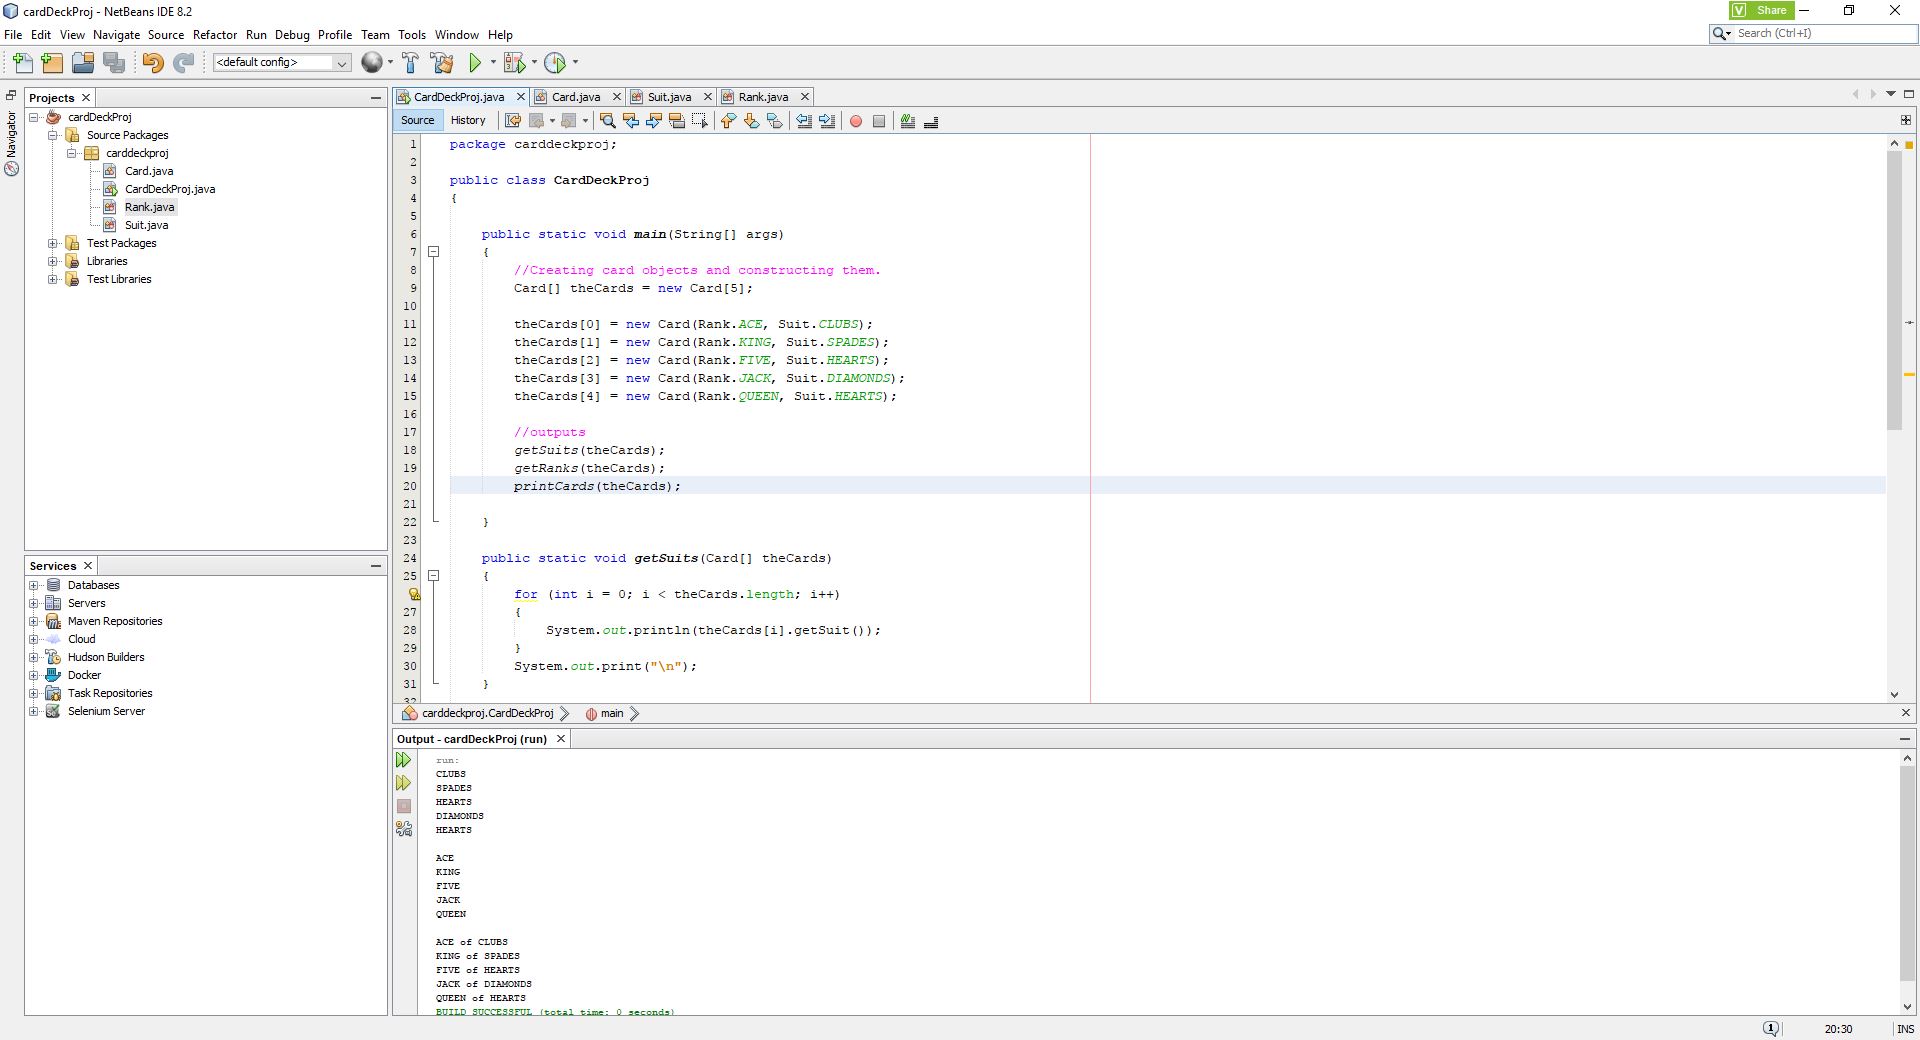 cardDeckProj - NetBeans IDE 8.2
Share
File Edit View Navigate Source Refactor Run Debug Profile Team Tools Window Help
Search (Ctrl+I)
<default config>
Navigator
Projects
cardDeckProj
Source Packages
carddeckproj
Card.java
CardDeckProj.java
Rank.java
Suit.java
Test Packages
Libraries
Test Libraries
Services
Databases
Servers
Maven Repositories
Cloud
Hudson Builders
Docker
Task Repositories
Selenium Server
CardDeckProj.java Card.java Suit.java Rank.java
Source History
1 package carddeckproj;
2
3 public class CardDeckProj
4 {
5
6 public static void main(String[] args)
7 {
8 //Creating card objects and constructing them.
9 Card[] theCards = new Card[5];
10
11 theCards[0] = new Card(Rank.ACE, Suit.CLUBS);
12 theCards[1] = new Card(Rank.KING, Suit.SPADES);
13 theCards[2] = new Card(Rank.FIVE, Suit.HEARTS);
14 theCards[3] = new Card(Rank.JACK, Suit.DIAMONDS);
15 theCards[4] = new Card(Rank.QUEEN, Suit.HEARTS);
16
17 //outputs
18 getSuits(theCards);
19 getRanks(theCards);
20 printCards(theCards);
21
22 }
23
24 public static void getSuits(Card[] theCards)
25 {
for (int i = 0; i < theCards.length; i++)
27 {
28 System.out.println(theCards[i].getSuit());
29 }
30 System.out.print("\n");
31 }
32
carddeckproj.CardDeckProj main
Output - cardDeckProj (run)
run:
CLUBS
SPADES
HEARTS
DIAMONDS
HEARTS
ACE
KING
FIVE
JACK
QUEEN
ACE of CLUBS
KING of SPADES
FIVE of HEARTS
JACK of DIAMONDS
QUEEN of HEARTS
BUILD SUCCESSFUL (total time: 0 seconds)
1 20:30 INS